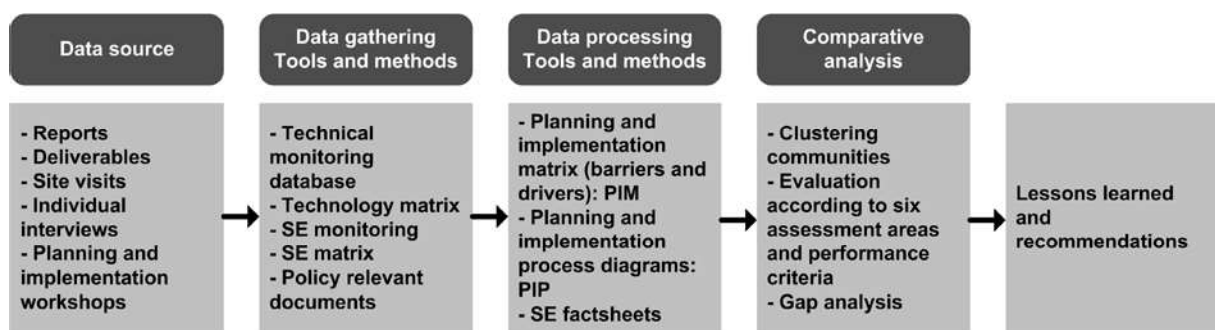 Data source
Data gathering
Tools and methods
Data processing
Tools and methods
Comparative
analysis
- Reports
- Deliverables
- Site visits
- Individual
interviews
- Planning and
implementation
workshops
- Technical
monitoring
database
- Technology matrix
- SE monitoring
- SE matrix
- Policy relevant
documents
- Planning and
implementation
matrix (barriers and
drivers): PIM
- Planning and
implementation
process diagrams:
PIP
- SE factsheets
- Clustering
communities
- Evaluation
according to six
assessment areas
and performance
criteria
- Gap analysis
Lessons learned
and
recommendations